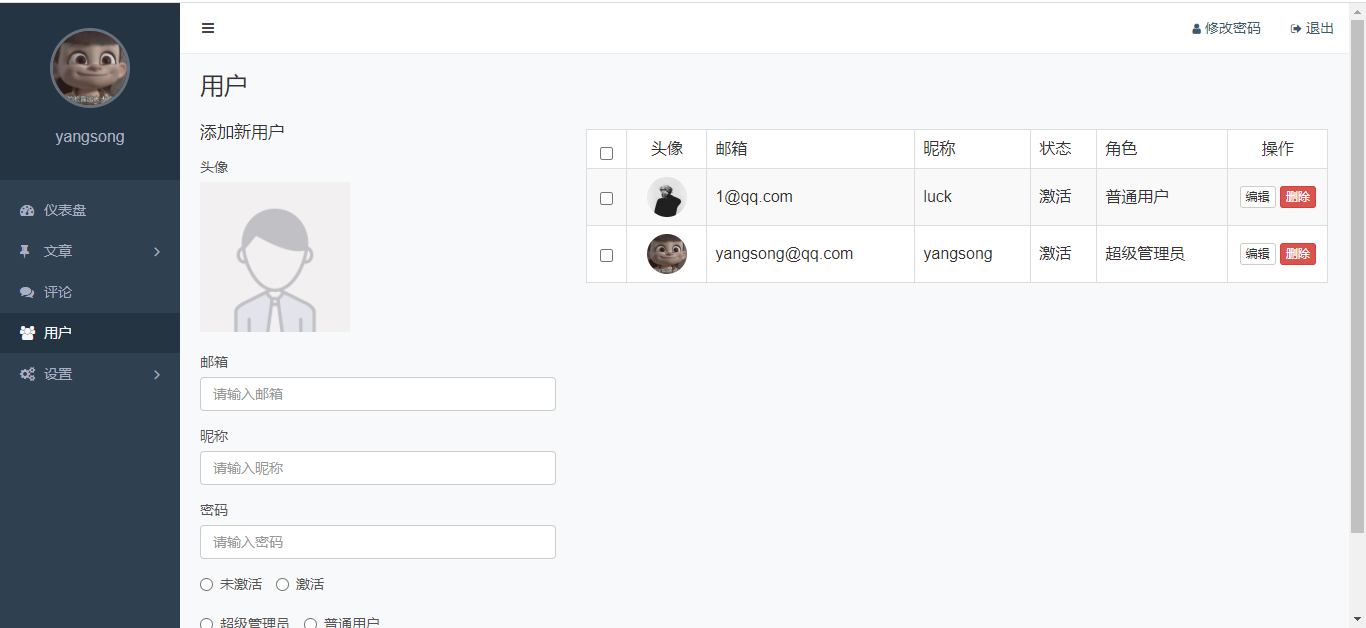 修改密码 退出
yangsong
仪表盘
文章
评论
用户
设置
用户
添加新用户
头像
邮箱
请输入邮箱
昵称
请输入昵称
密码
请输入密码
未激活 激活
超级管理员 普通用户
头像 邮箱 昵称 状态 角色 操作
1@qq.com luck 激活 普通用户 编辑 删除
yangsong@qq.com yangsong 激活 超级管理员 编辑 删除